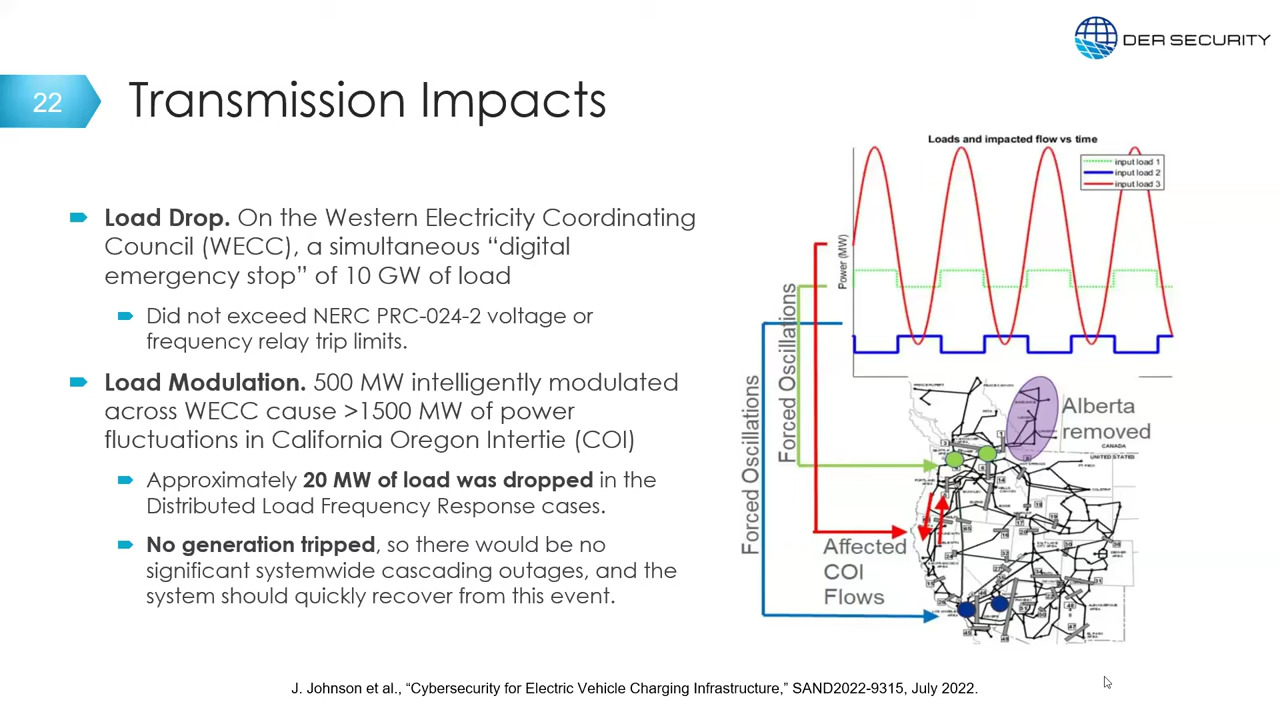 DER SECURITY
22
Transmission Impacts
Load Drop. On the Western Electricity Coordinating
Council (WECC), a simultaneous “digital
emergency stop” of 10 GW of load
Did not exceed NERC PRC-024-2 voltage or
frequency relay trip limits.
Load Modulation. 500 MW intelligently modulated
across WECC cause >1500 MW of power
fluctuations in California Oregon Intertie (COI)
Approximately 20 MW of load was dropped in the
Distributed Load Frequency Response cases.
No generation tripped, so there would be no
significant systemwide cascading outages, and the
system should quickly recover from this event.
Loads and impacted flow vs time
input load 1
input load 2
input load 3
Power (MW)
Forced Oscillations
Forced Oscillations
Alberta
removed
CANADA
UNITED STATES
Affected
COI
Flows
J. Johnson et al., “Cybersecurity for Electric Vehicle Charging Infrastructure,” SAND2022-9315, July 2022.